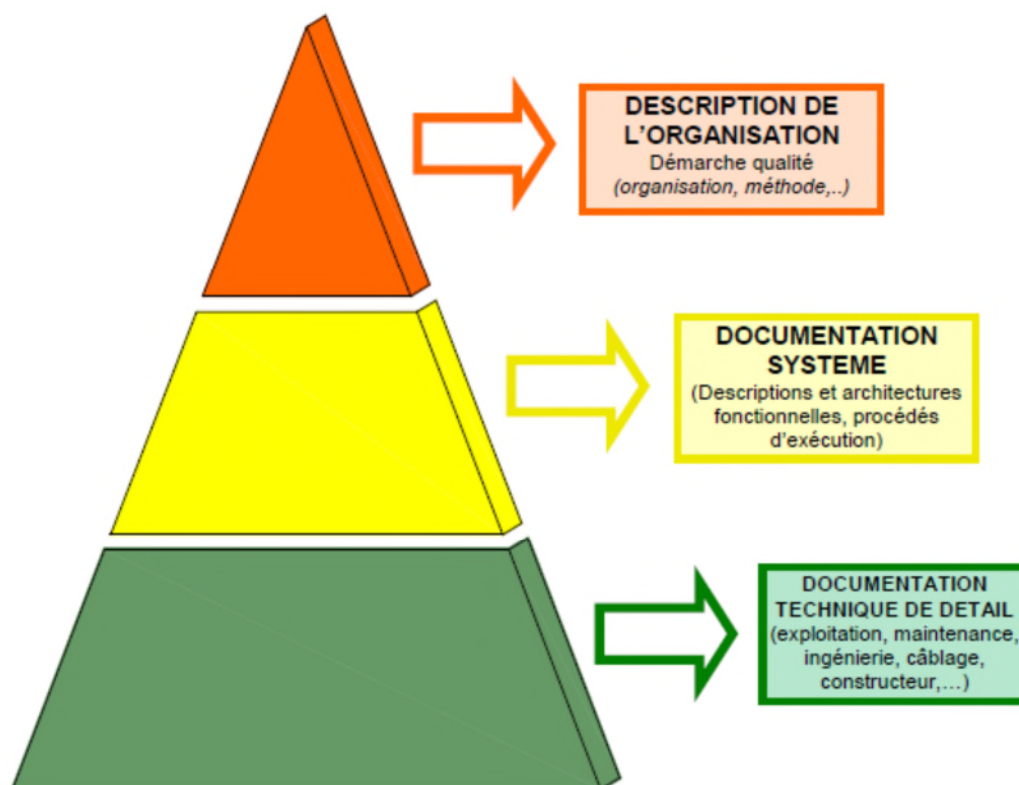 DESCRIPTION DE
L'ORGANISATION
Démarche qualité
(organisation, méthode,..)
DOCUMENTATION
SYSTEME
(Descriptions et architectures
fonctionnelles, procédés
d'exécution)
DOCUMENTATION
TECHNIQUE DE DETAIL
(exploitation, maintenance,
ingénierie, câblage,
constructeur,…)